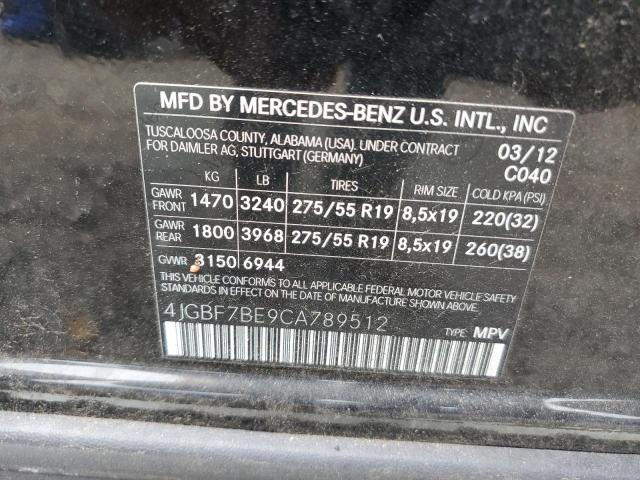 MFD BY MERCEDES-BENZ U.S. INTL., INC
TUSCALOOSA COUNTY, ALABAMA (USA). UNDER CONTRACT 03/12
FOR DAIMLER AG, STUTTGART (GERMANY) C040
KG LB TIRES RIM SIZE COLD KPA (PSI)
GAWR FRONT 1470 3240 275/55 R19 8,5x19 220(32)
GAWR REAR 1800 3968 275/55 R19 8,5x19 260(38)
GVWR 3150 6944
THIS VEHICLE CONFORMS TO ALL APPLICABLE FEDERAL MOTOR VEHICLE SAFETY
STANDARDS IN EFFECT ON THE DATE OF MANUFACTURE SHOWN ABOVE.
4JGBF7BE9CA789512 TYPE: MPV